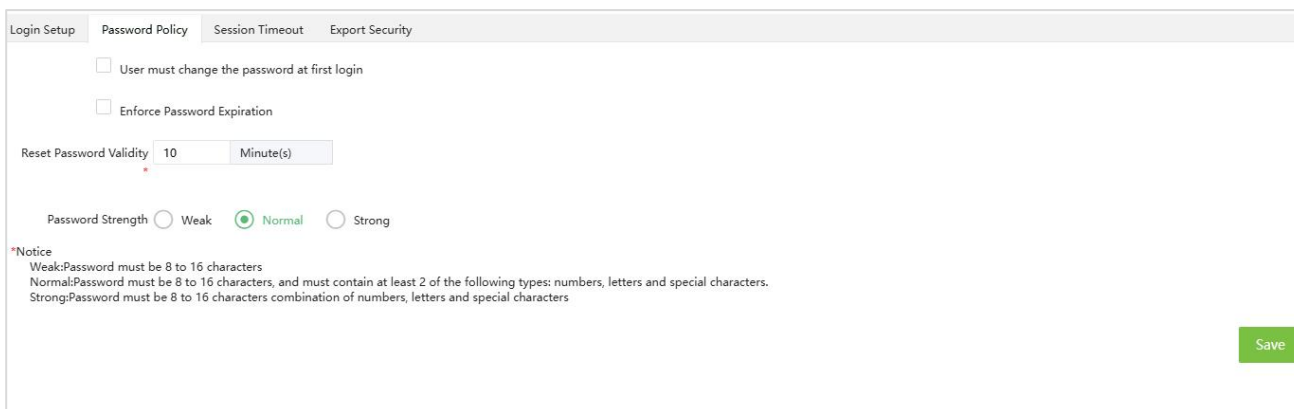 Login Setup Password Policy Session Timeout Export Security
User must change the password at first login
Enforce Password Expiration
Reset Password Validity 10 Minute(s)
*
Password Strength Weak Normal Strong
*Notice
Weak:Password must be 8 to 16 characters
Normal:Password must be 8 to 16 characters, and must contain at least 2 of the following types: numbers, letters and special characters.
Strong:Password must be 8 to 16 characters combination of numbers, letters and special characters
Save